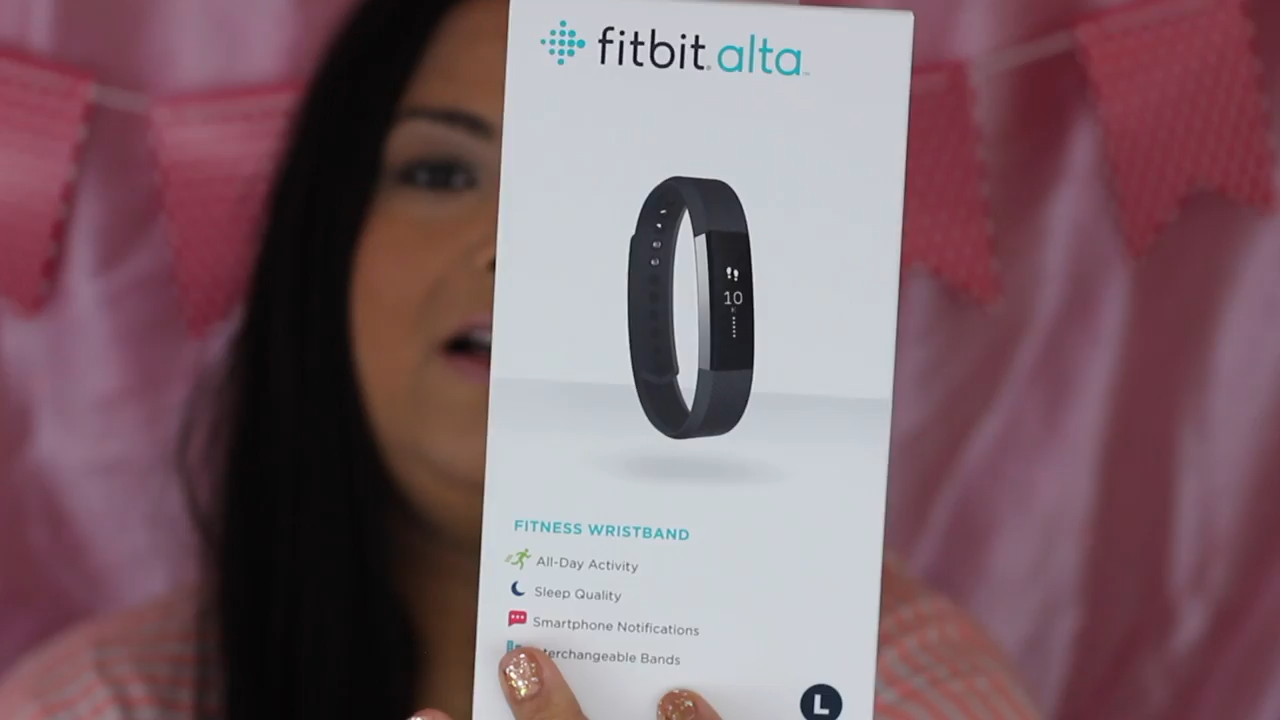 fitbit. alta
10
FITNESS WRISTBAND
All-Day Activity
Sleep Quality
Smartphone Notifications
terchangeable Bands
L